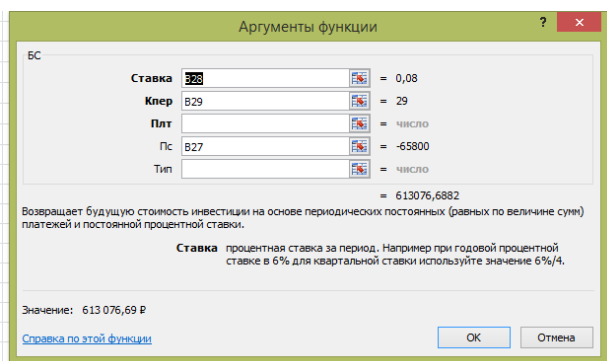 Аргументы функции ? ×
БС
Ставка B28 = 0,08
Кпер B29 = 29
Плт = число
Пс B27 = -65800
Тип = число
= 613076,6882
Возвращает будущую стоимость инвестиции на основе периодических постоянных (равных по величине сумм)
платежей и постоянной процентной ставки.
Ставка процентная ставка за период. Например при годовой процентной
ставке в 6% для квартальной ставки используйте значение 6%/4.
Значение: 613 076,69 ₽
Справка по этой функции
ОК
Отмена